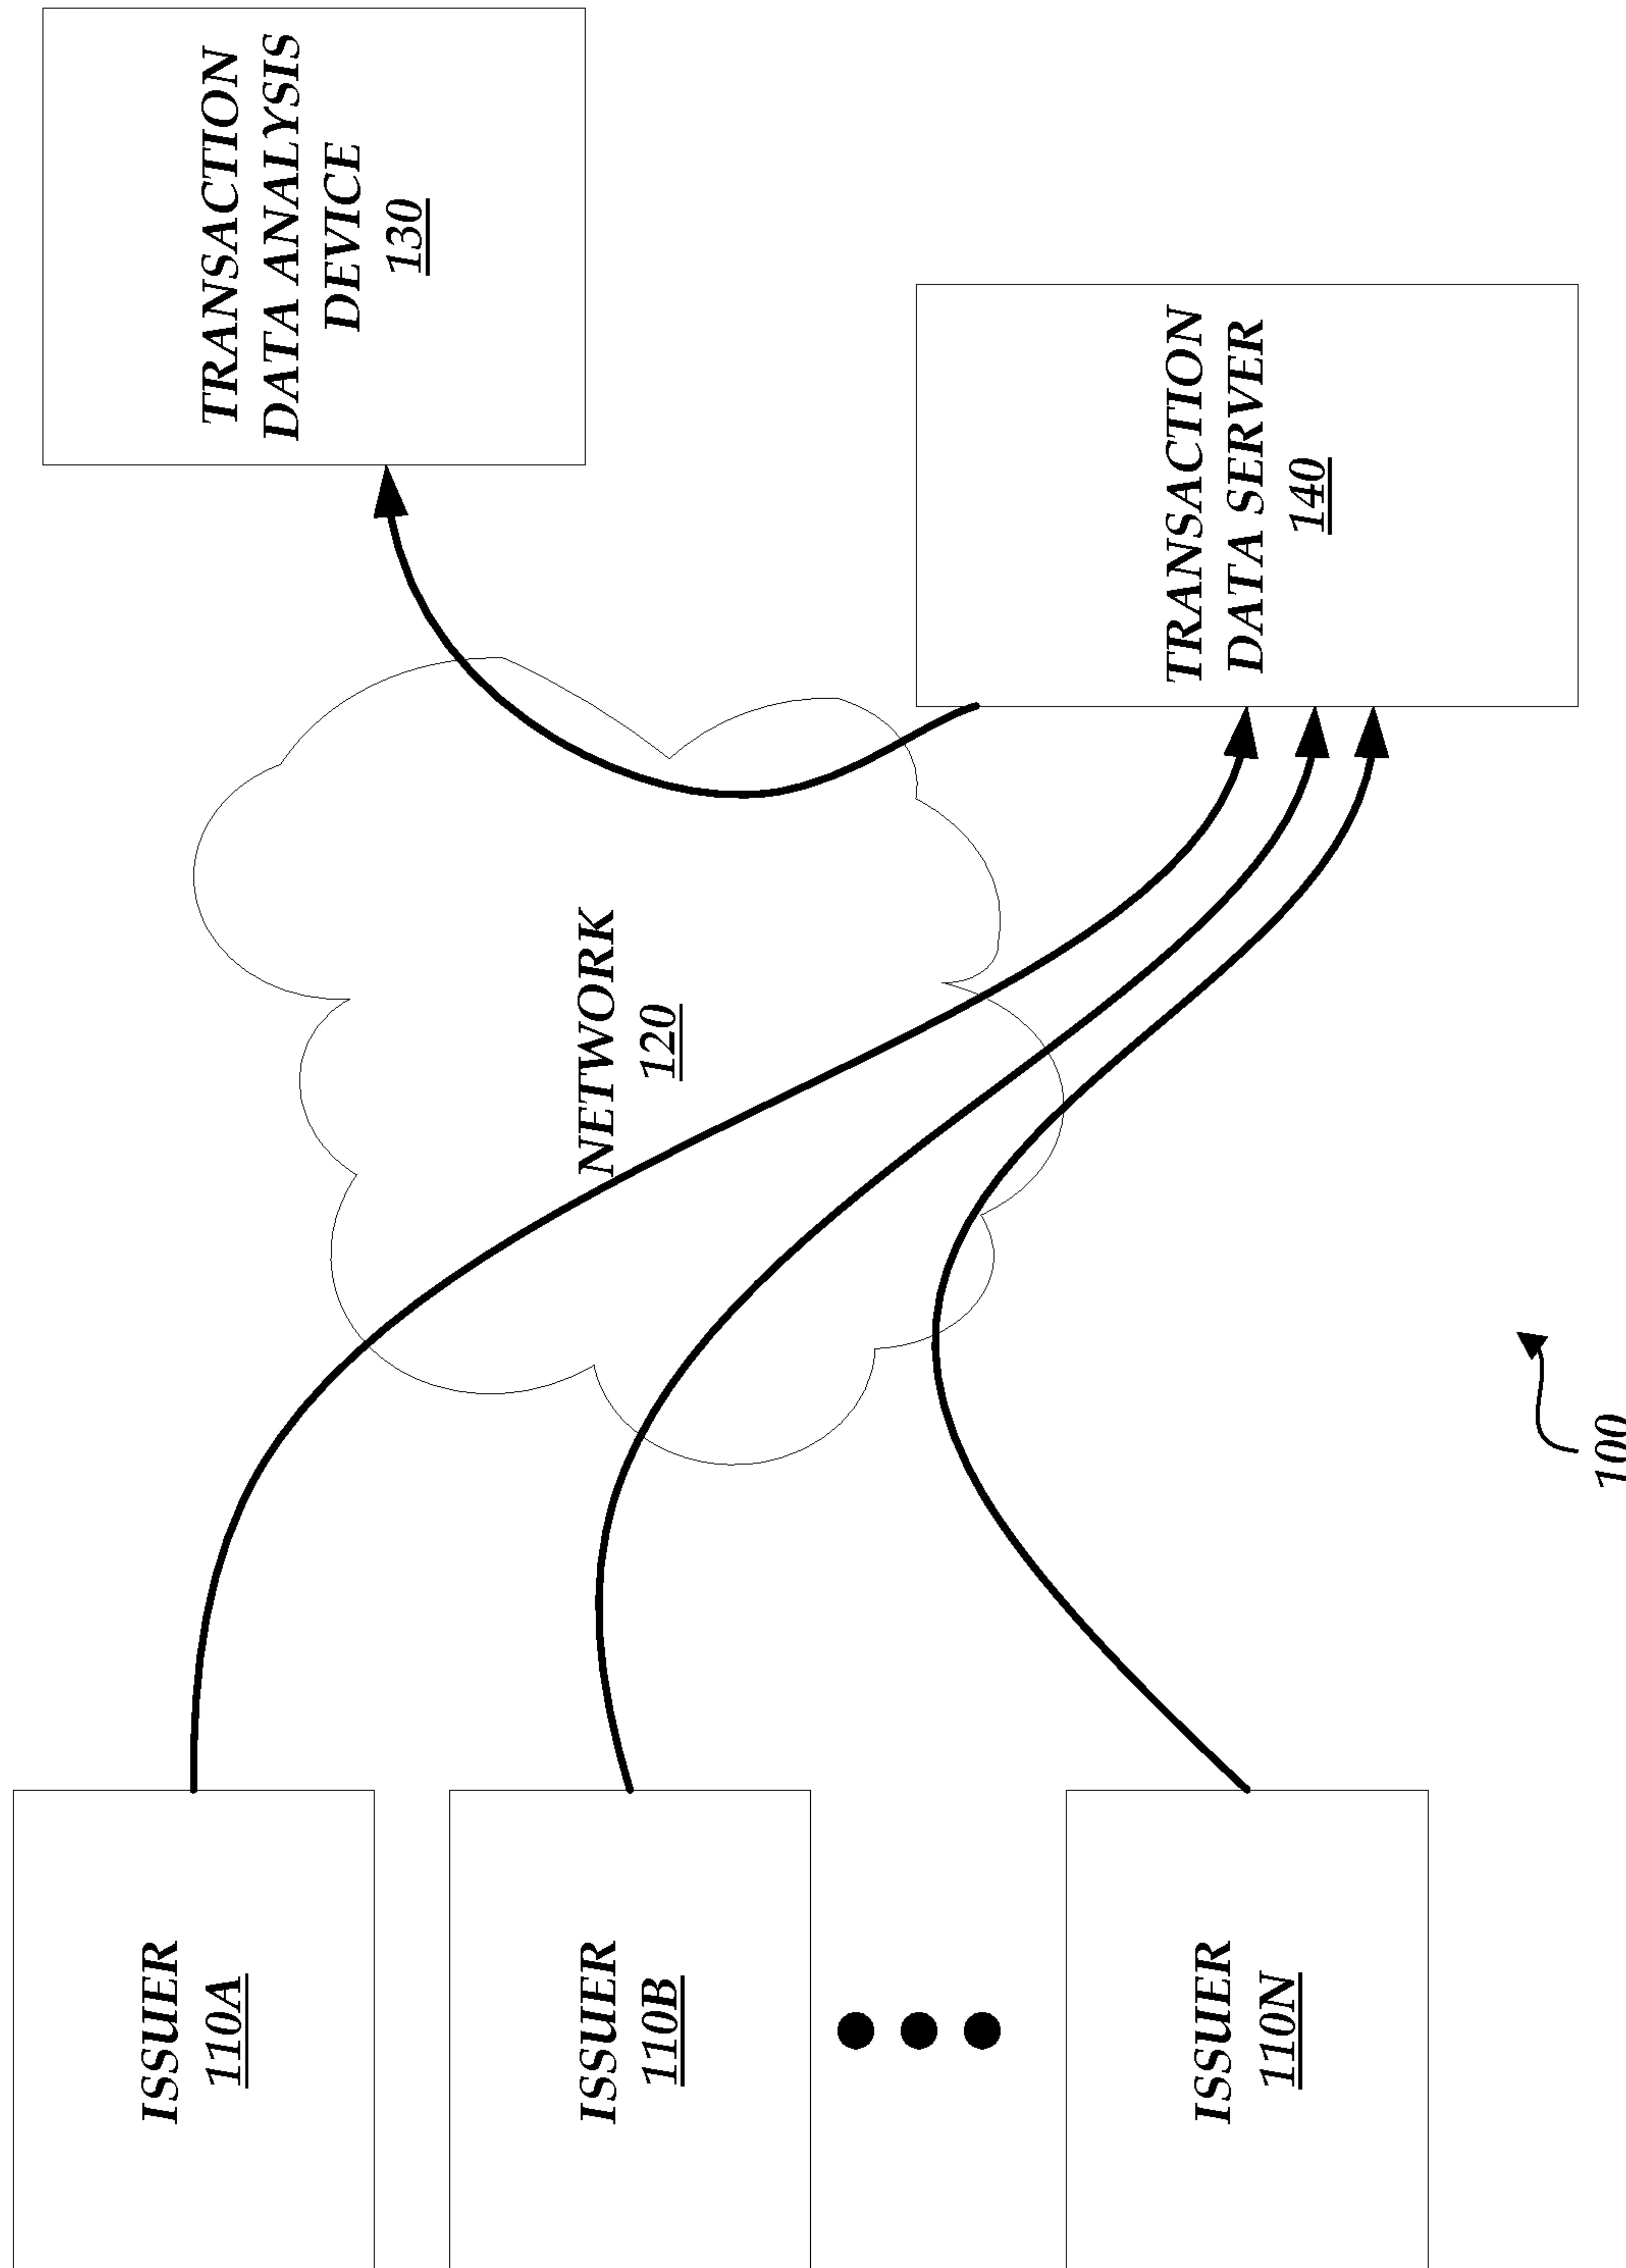 ISSUER
110A
ISSUER
110B
ISSUER
110N
NETWORK
120
TRANSACTION
DATA ANALYSIS
DEVICE
130
TRANSACTION
DATA SERVER
140
100